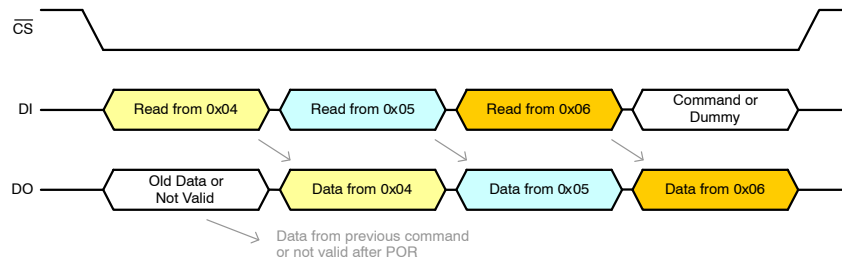 CS
DI
Read from 0x04
Read from 0x05
Read from 0x06
Command or
Dummy
DO
Old Data or
Not Valid
Data from 0x04
Data from 0x05
Data from 0x06
Data from previous command
or not valid after POR